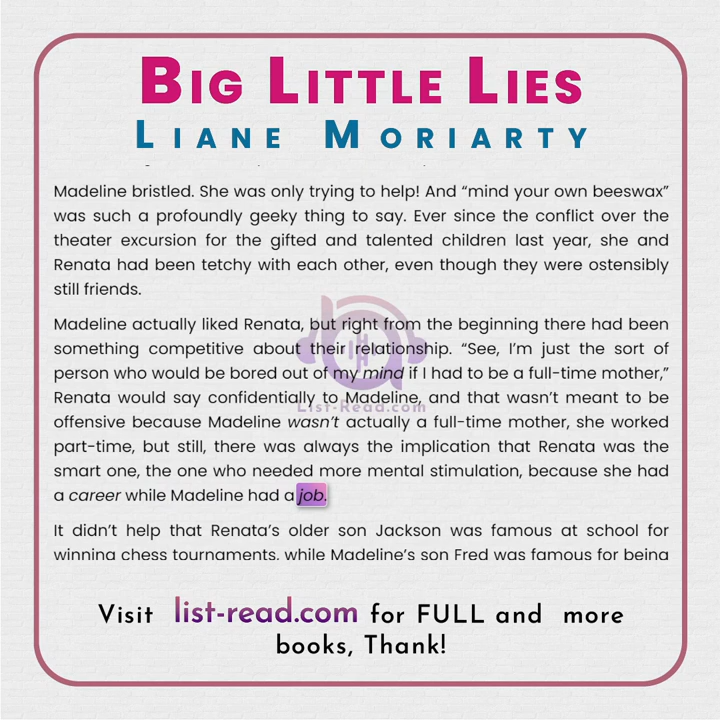 BIG LITTLE LIES
LIANE MORIARTY
Madeline bristled. She was only trying to help! And “mind your own beeswax”
was such a profoundly geeky thing to say. Ever since the conflict over the
theater excursion for the gifted and talented children last year, she and
Renata had been tetchy with each other, even though they were ostensibly
still friends.
Madeline actually liked Renata, but right from the beginning there had been
something competitive about their relationship. “See, I’m just the sort of
person who would be bored out of my mind if I had to be a full-time mother,”
Renata would say confidentially to Madeline, and that wasn’t meant to be
offensive because Madeline wasn’t actually a full-time mother, she worked
part-time, but still, there was always the implication that Renata was the
smart one, the one who needed more mental stimulation, because she had
a career while Madeline had a job.
It didn’t help that Renata’s older son Jackson was famous at school for
winning chess tournaments, while Madeline’s son Fred was famous for being
List-Read.com
Visit list-read.com for FULL and more
books, Thank!